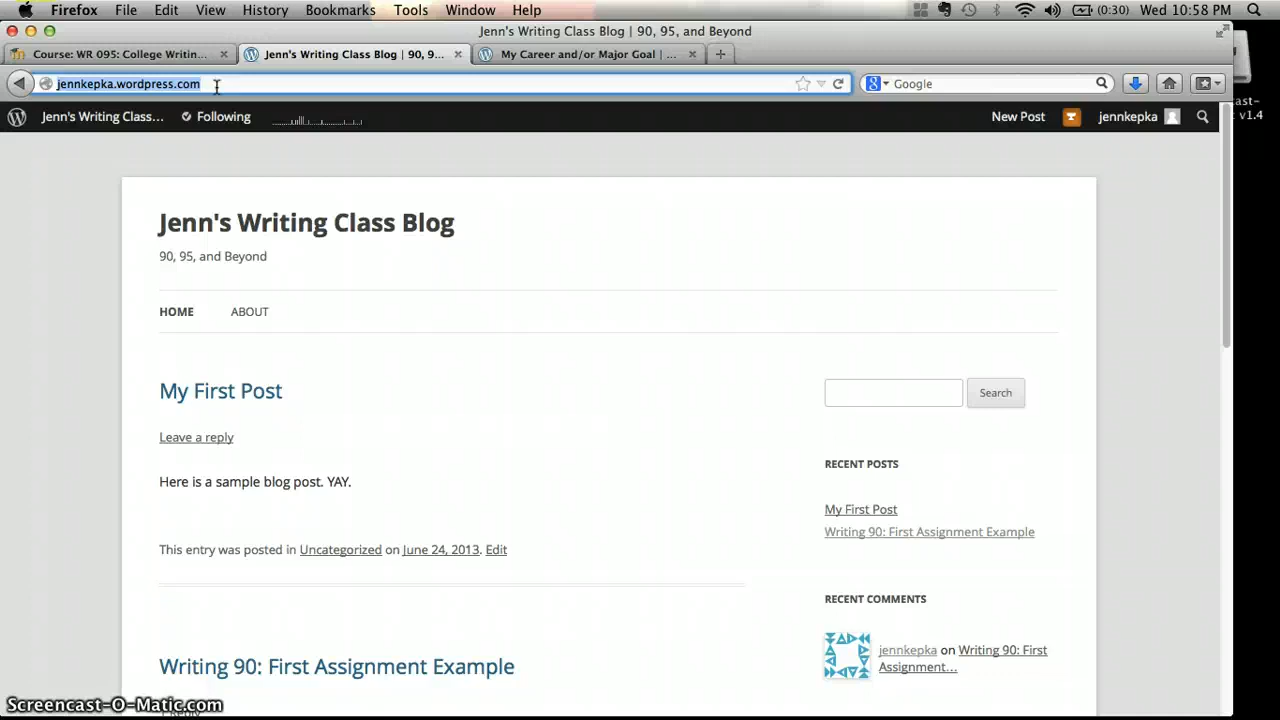 Firefox File Edit View History Bookmarks Tools Window Help (0:30) Wed 10:58 PM
Jenn's Writing Class Blog | 90, 95, and Beyond
Course: WR 095: College Writin... Jenn's Writing Class Blog | 90, 9... My Career and/or Major Goal | ...
jennkepka.wordpress.com Google
Jenn's Writing Class... Following New Post jennkepka
v1.4
Jenn's Writing Class Blog
90, 95, and Beyond
HOME ABOUT
My First Post
Search
Leave a reply
RECENT POSTS
Here is a sample blog post. YAY.
My First Post
Writing 90: First Assignment Example
This entry was posted in Uncategorized on June 24, 2013. Edit
RECENT COMMENTS
jennkepka on Writing 90: First Assignment...
Writing 90: First Assignment Example
Screencast-O-Matic.com